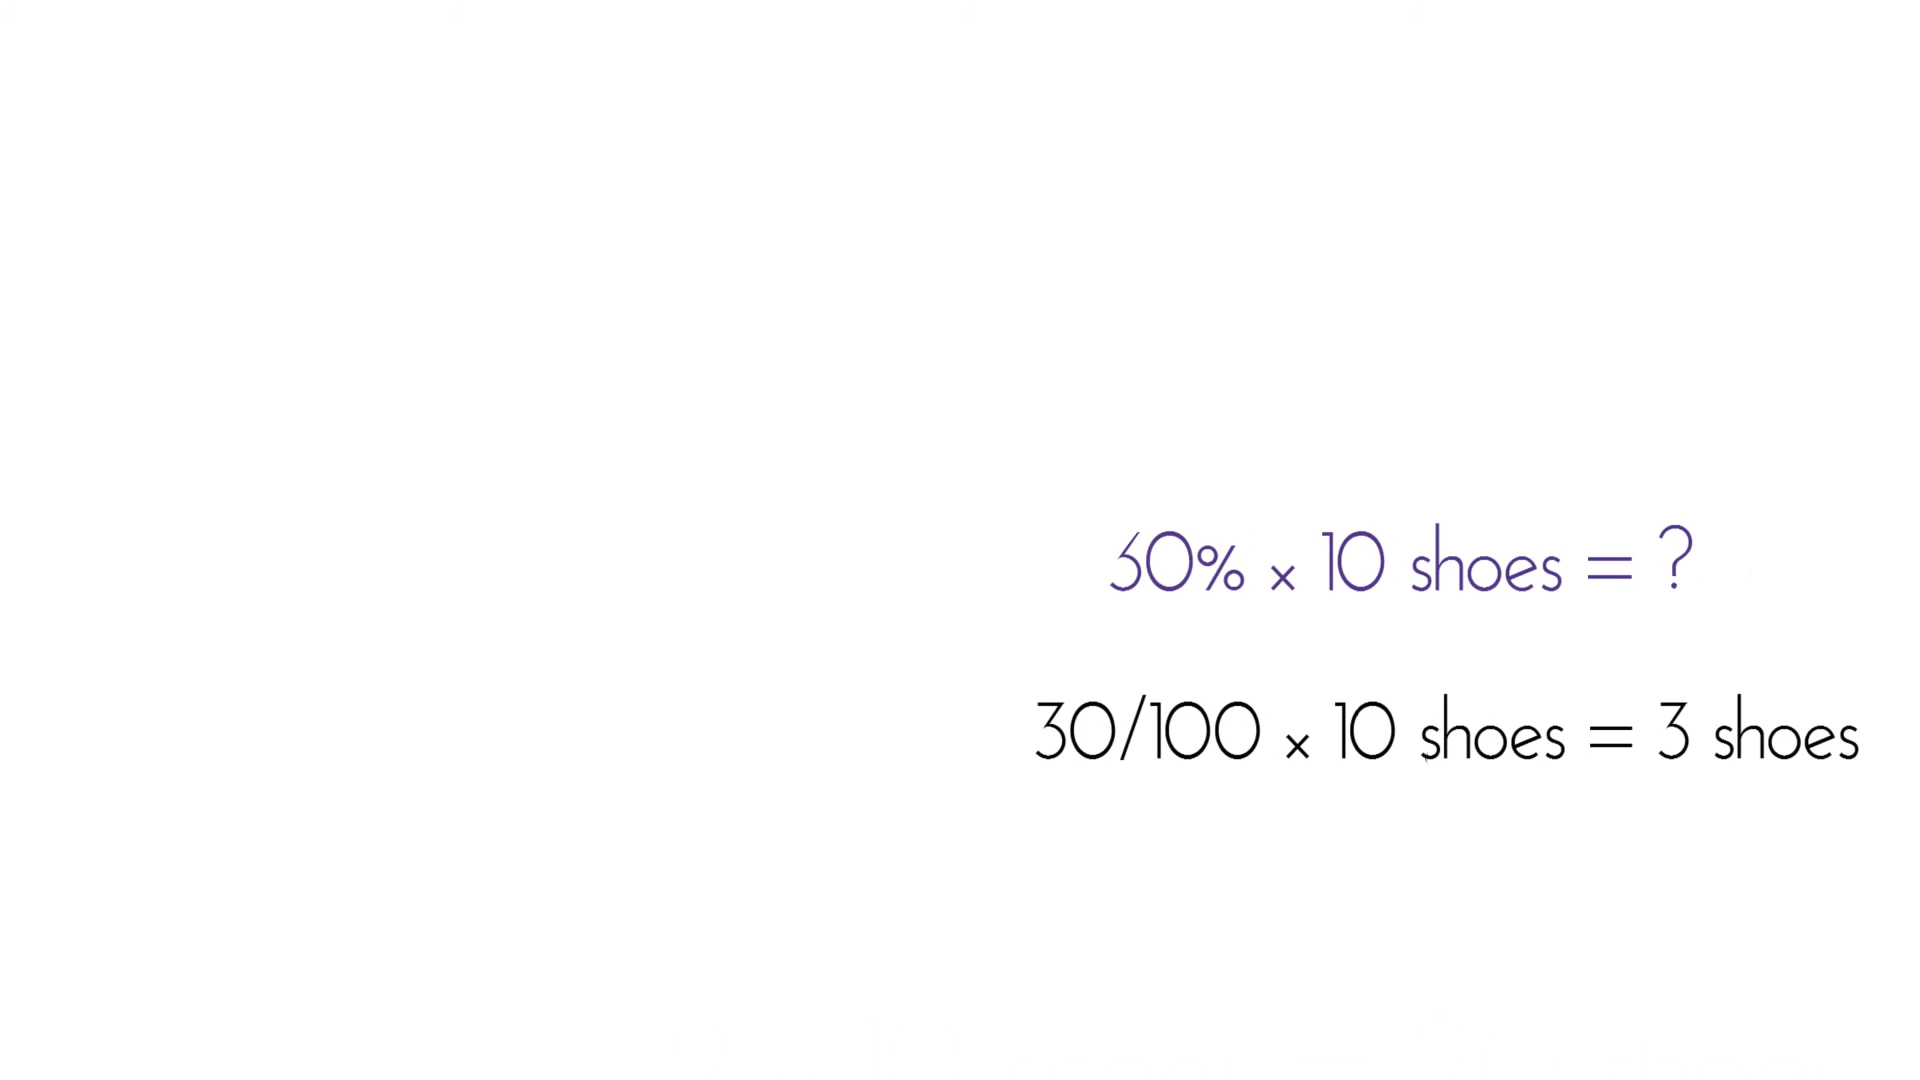 30% × 10 shoes = ?
30/100 × 10 shoes = 3 shoes